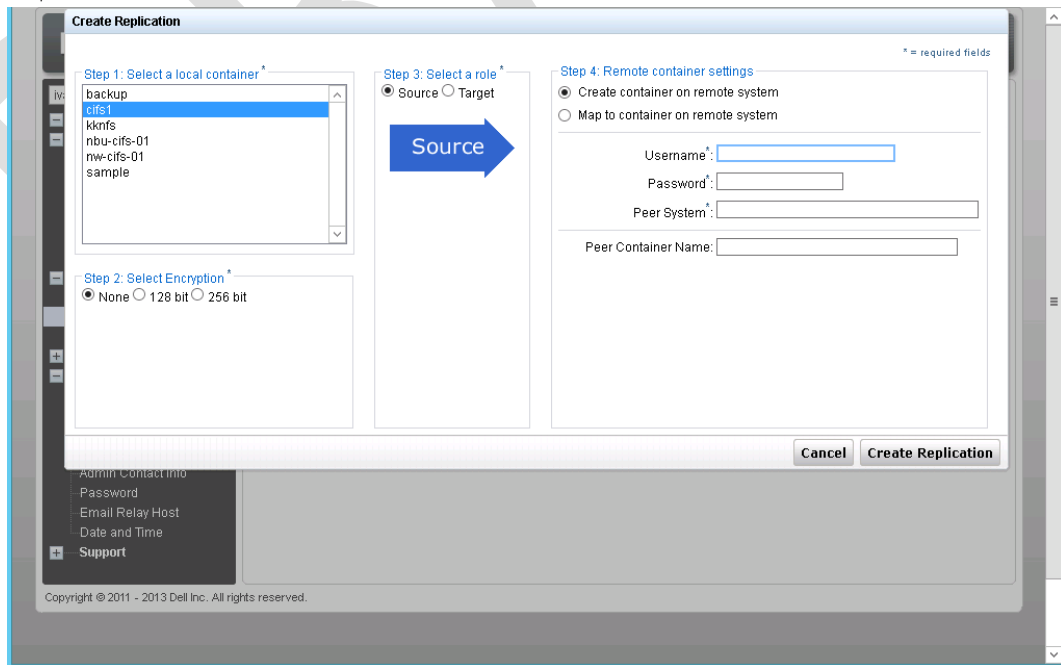 Create Replication
* = required fields
Step 1: Select a local container *
backup
cifs1
kknfs
nbu-cifs-01
nw-cifs-01
sample
Step 2: Select Encryption *
None 128 bit 256 bit
Step 3: Select a role *
Source Target
Source
Step 4: Remote container settings
Create container on remote system
Map to container on remote system
Username*:
Password*:
Peer System*:
Peer Container Name:
Cancel Create Replication
Admin Contact Info
Password
Email Relay Host
Date and Time
Support
Copyright © 2011 - 2013 Dell Inc. All rights reserved.